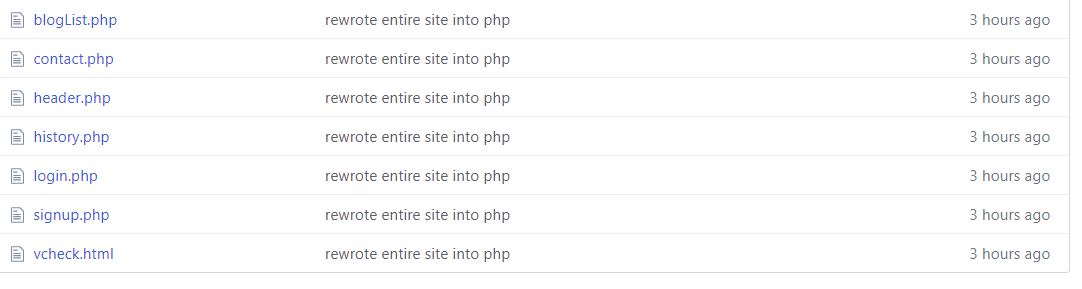 blogList.php rewrote entire site into php 3 hours ago
contact.php rewrote entire site into php 3 hours ago
header.php rewrote entire site into php 3 hours ago
history.php rewrote entire site into php 3 hours ago
login.php rewrote entire site into php 3 hours ago
signup.php rewrote entire site into php 3 hours ago
vcheck.html rewrote entire site into php 3 hours ago